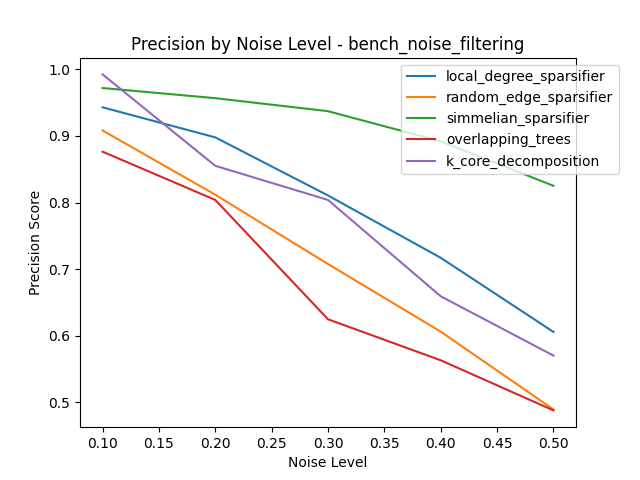 Precision by Noise Level - bench_noise_filtering
local_degree_sparsifier
random_edge_sparsifier
simmelian_sparsifier
overlapping_trees
k_core_decomposition
Precision Score
1.0
0.9
0.8
0.7
0.6
0.5
0.10 0.15 0.20 0.25 0.30 0.35 0.40 0.45 0.50
Noise Level